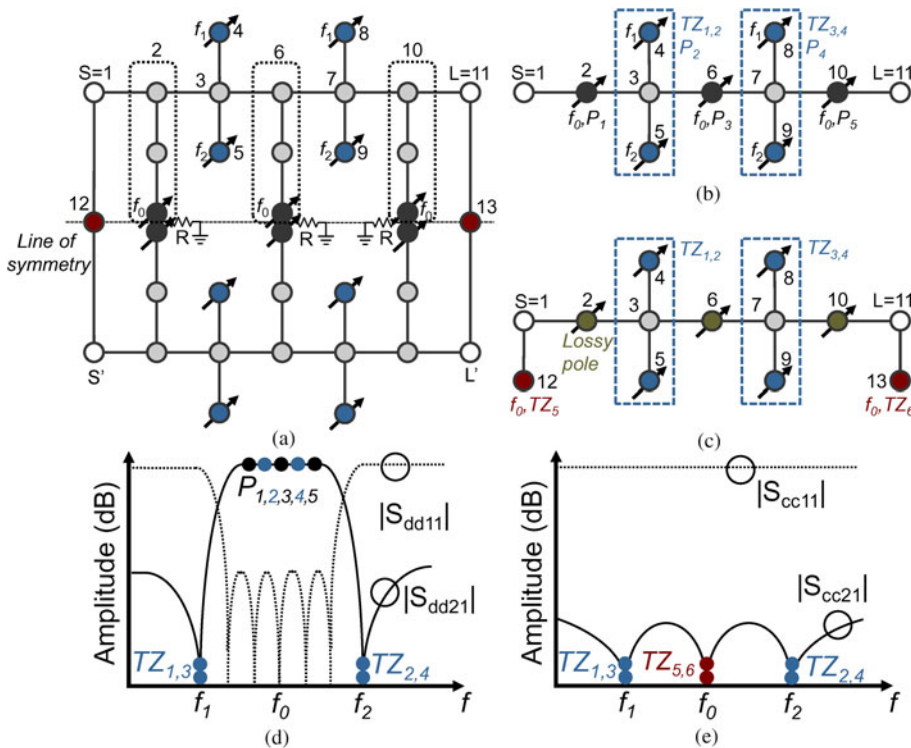 2
f1 4
f1 8
6
10
S=1
3
7
L=11
f2 5
f2 9
f0
f0
f0
12
13
R
R
R
Line of
symmetry
S'
L'
(a)
TZ1,2
P2
TZ3,4
P4
f1
4
f1
8
S=1
2
3
6
7
10
L=11
f0,P1
f0,P3
f0,P5
f2
5
f2
9
(b)
TZ1,2
TZ3,4
4
8
S=1
2
3
6
7
10
L=11
Lossy
pole
5
9
12
13
f0,TZ5
f0,TZ6
(c)
Amplitude (dB)
P1,2,3,4,5
|Sdd11|
|Sdd21|
TZ1,3
TZ2,4
f1
f0
f2
f
(d)
Amplitude (dB)
|Scc11|
|Scc21|
TZ1,3
TZ5,6
TZ2,4
f1
f0
f2
f
(e)